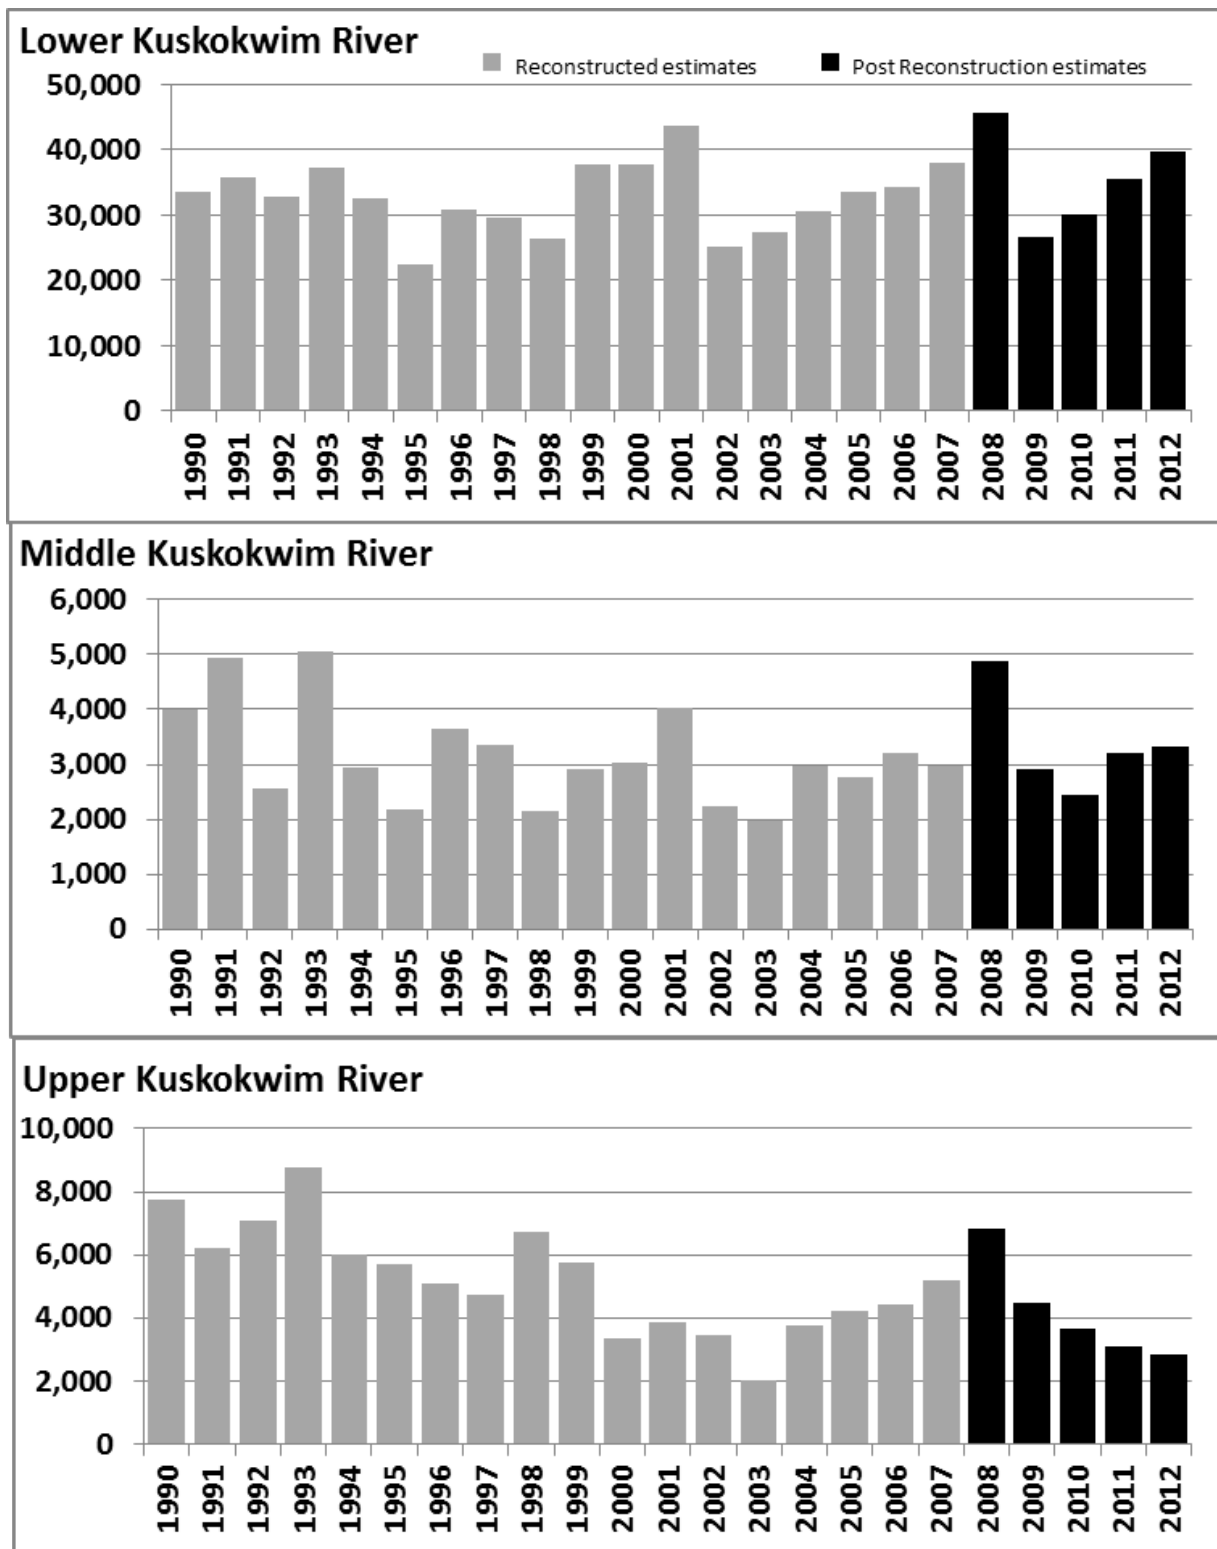 Lower Kuskokwim River
Reconstructed estimates Post Reconstruction estimates
50,000
40,000
30,000
20,000
10,000
0
1990 1991 1992 1993 1994 1995 1996 1997 1998 1999 2000 2001 2002 2003 2004 2005 2006 2007 2008 2009 2010 2011 2012
Middle Kuskokwim River
6,000
5,000
4,000
3,000
2,000
1,000
0
1990 1991 1992 1993 1994 1995 1996 1997 1998 1999 2000 2001 2002 2003 2004 2005 2006 2007 2008 2009 2010 2011 2012
Upper Kuskokwim River
10,000
8,000
6,000
4,000
2,000
0
1990 1991 1992 1993 1994 1995 1996 1997 1998 1999 2000 2001 2002 2003 2004 2005 2006 2007 2008 2009 2010 2011 2012